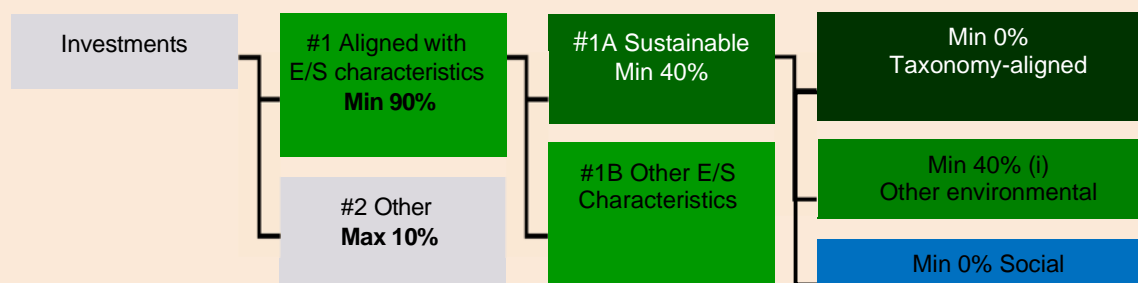 Investments
#1 Aligned with
E/S characteristics
Min 90%
#2 Other
Max 10%
#1A Sustainable
Min 40%
#1B Other E/S
Characteristics
Min 0%
Taxonomy-aligned
Min 40% (i)
Other environmental
Min 0% Social